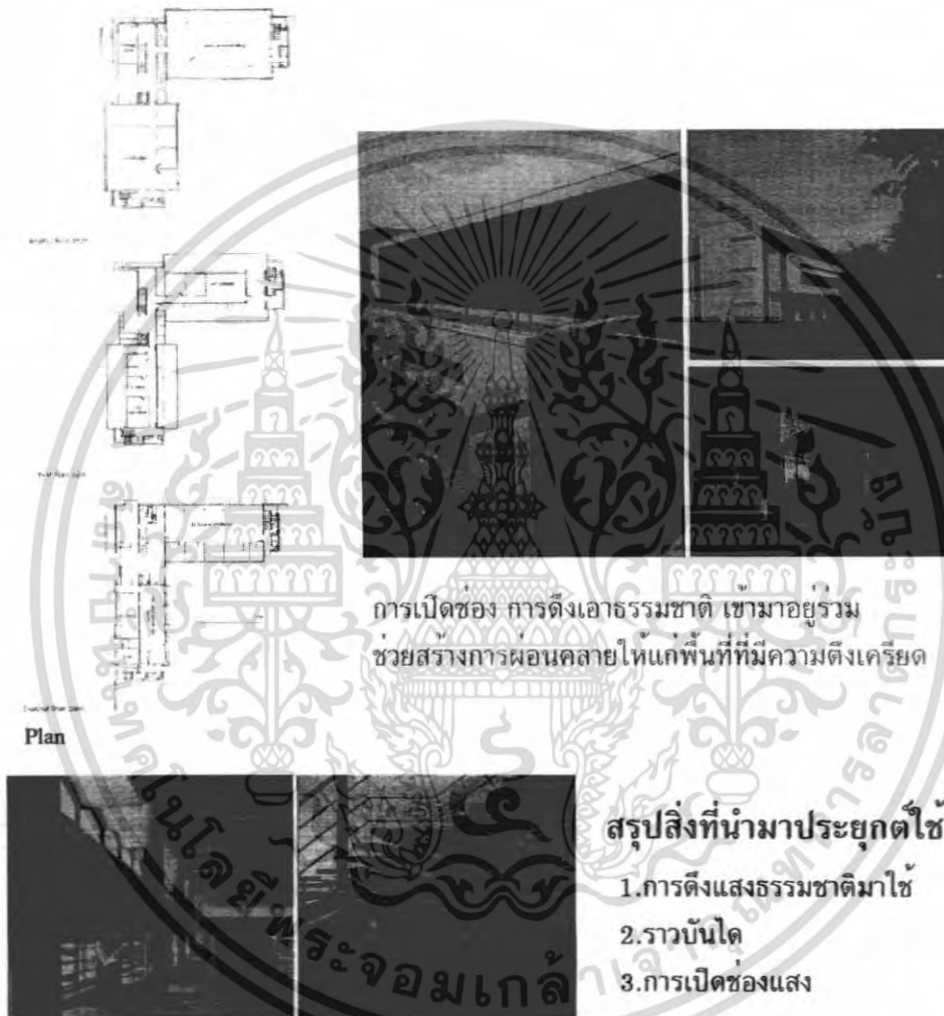 การเปิดช่อง การดึงเอาธรรมชาติ เข้ามาอยู่ร่วม
ช่วยสร้างการผ่อนคลายให้แก่พื้นที่ที่มีความตึงเครียด
Plan
สรุปสิ่งที่นำมาประยุกต์ใช้
1.การดึงแสงธรรมชาติมาใช้
2.ราวบันได
3.การเปิดช่องแสง